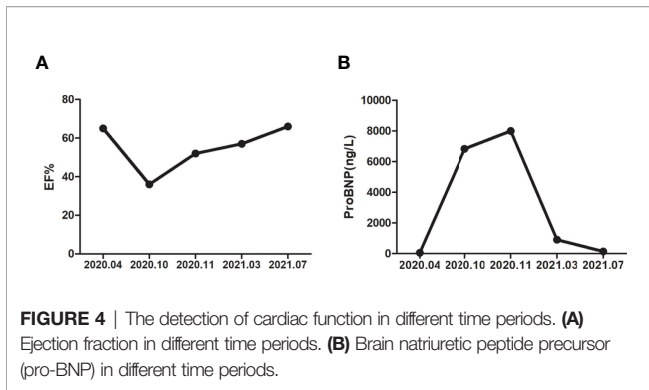 A
B
80
60
40
20
0
EF%
2020.04 2020.10 2020.11 2021.03 2021.07
10000
8000
6000
4000
2000
0
ProBNP(ng/L)
2020.04 2020.10 2020.11 2021.03 2021.07
FIGURE 4 | The detection of cardiac function in different time periods. (A)
Ejection fraction in different time periods. (B) Brain natriuretic peptide precursor
(pro-BNP) in different time periods.